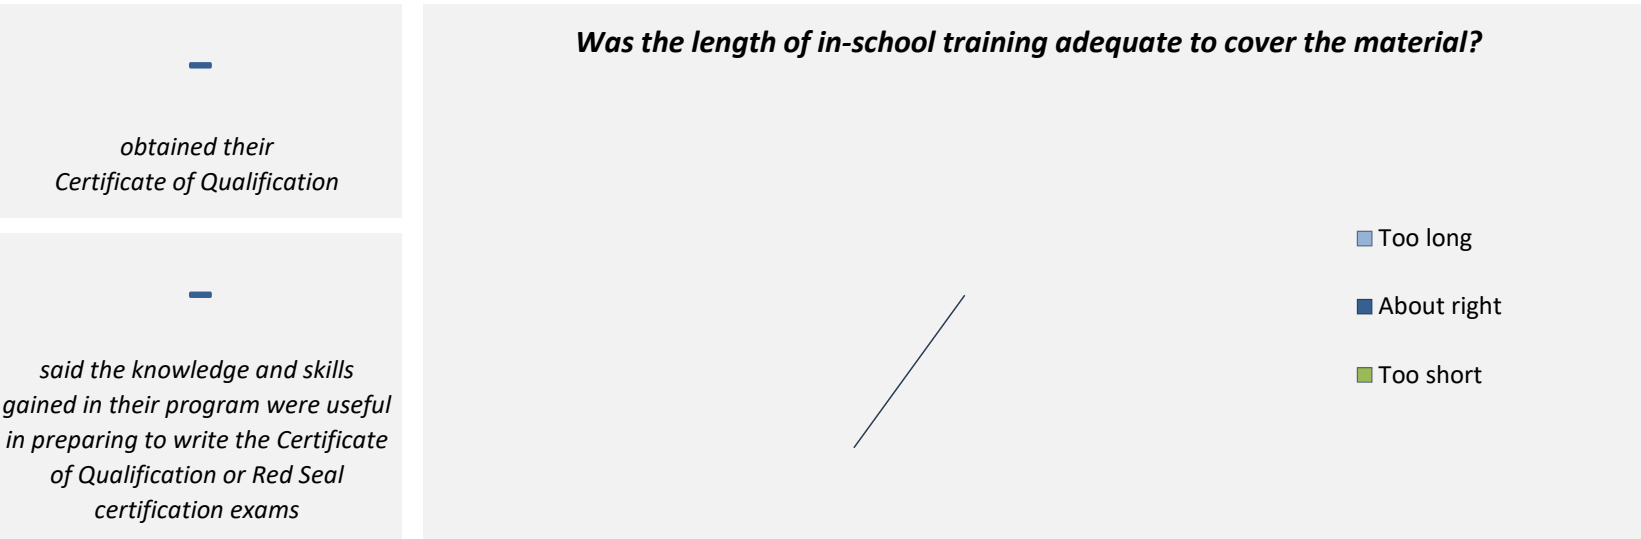 –
obtained their
Certificate of Qualification
–
said the knowledge and skills
gained in their program were useful
in preparing to write the Certificate
of Qualification or Red Seal
certification exams
Was the length of in-school training adequate to cover the material?
Too long
About right
Too short